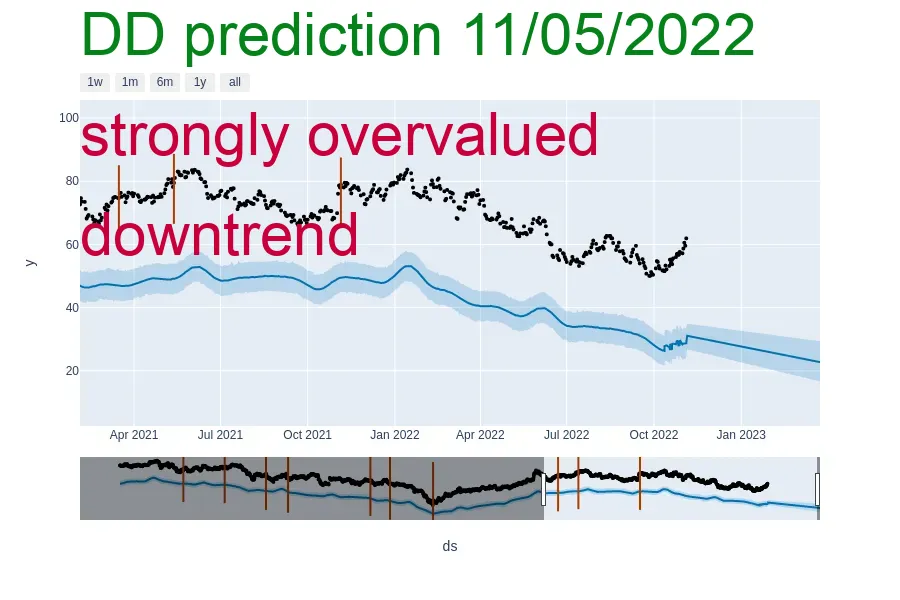 DD prediction 11/05/2022
1w 1m 6m 1y all
strongly overvalued
downtrend
100
80
60
40
20
y
Apr 2021 Jul 2021 Oct 2021 Jan 2022 Apr 2022 Jul 2022 Oct 2022 Jan 2023
ds